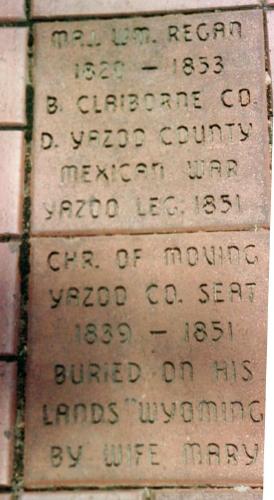 MAJ. WM. REGAN
1820 — 1853
B. CLAIBORNE CO.
D. YAZOO COUNTY
MEXICAN WAR
YAZOO LEG. 1851
CHR. OF MOVING
YAZOO CO. SEAT
1839 — 1851
BURIED ON HIS
LANDS "WYOMING
BY WIFE MARY